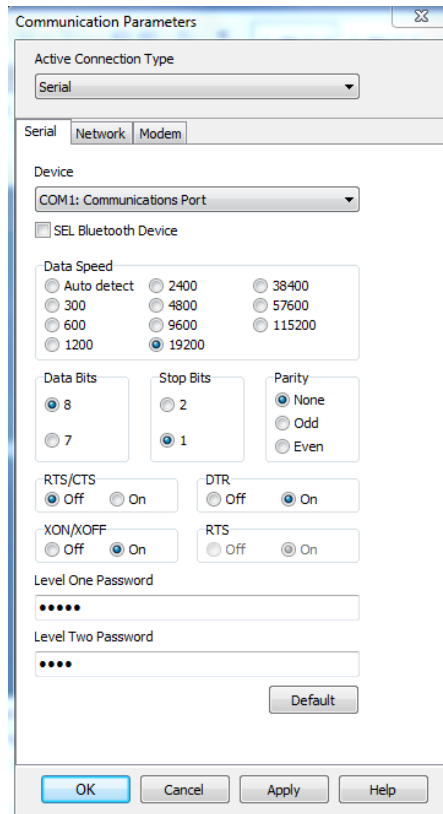 Communication Parameters
Active Connection Type
Serial
Serial Network Modem
Device
COM1: Communications Port
SEL Bluetooth Device
Data Speed
Auto detect 2400 38400
300 4800 57600
600 9600 115200
1200 19200
Data Bits Stop Bits Parity
8 2 None
Odd
7 1 Even
RTS/CTS DTR
Off On Off On
XON/XOFF RTS
Off On Off On
Level One Password
●●●●●
Level Two Password
●●●●
Default
OK Cancel Apply Help